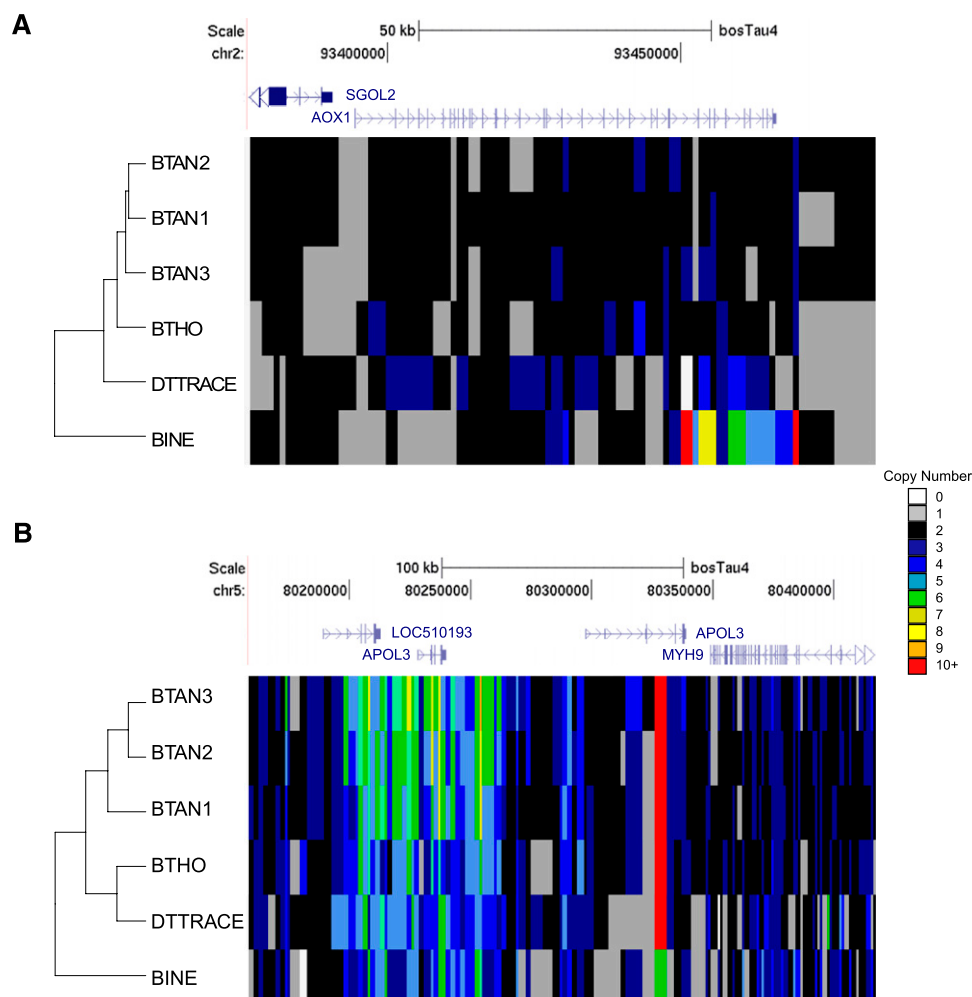 A
Scale 50 kb bosTau4
chr2: 93400000 93450000
SGOL2
AOX1
BTAN2
BTAN1
BTAN3
BTHO
DTTRACE
BINE
Copy Number
0
1
2
3
4
5
6
7
8
9
10+
B
Scale 100 kb bosTau4
chr5: 80200000 80250000 80300000 80350000 80400000
LOC510193 APOL3
APOL3 MYH9
BTAN3
BTAN2
BTAN1
BTHO
DTTRACE
BINE